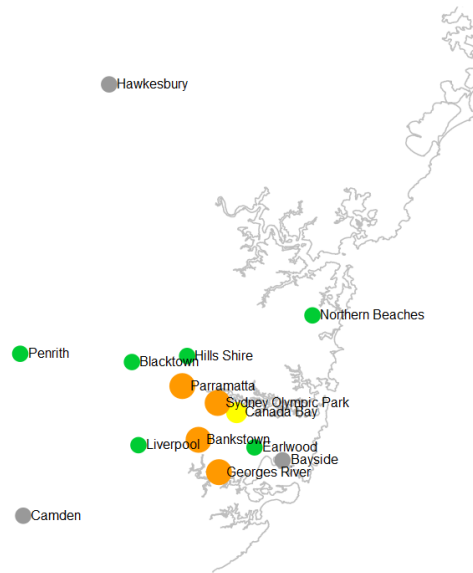 Hawkesbury
Northern Beaches
Penrith
Hills Shire
Blacktown
Parramatta
Sydney Olympic Park
Canada Bay
Bankstown
Liverpool
Earlwood
Bayside
Georges River
Camden